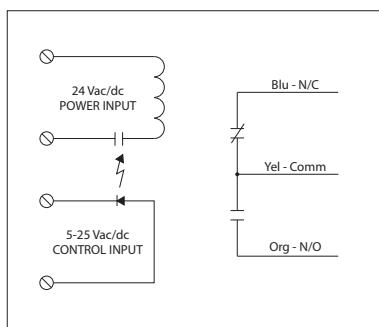 24 Vac/dc
POWER INPUT
5-25 Vac/dc
CONTROL INPUT
Blu - N/C
Yel - Comm
Org - N/O